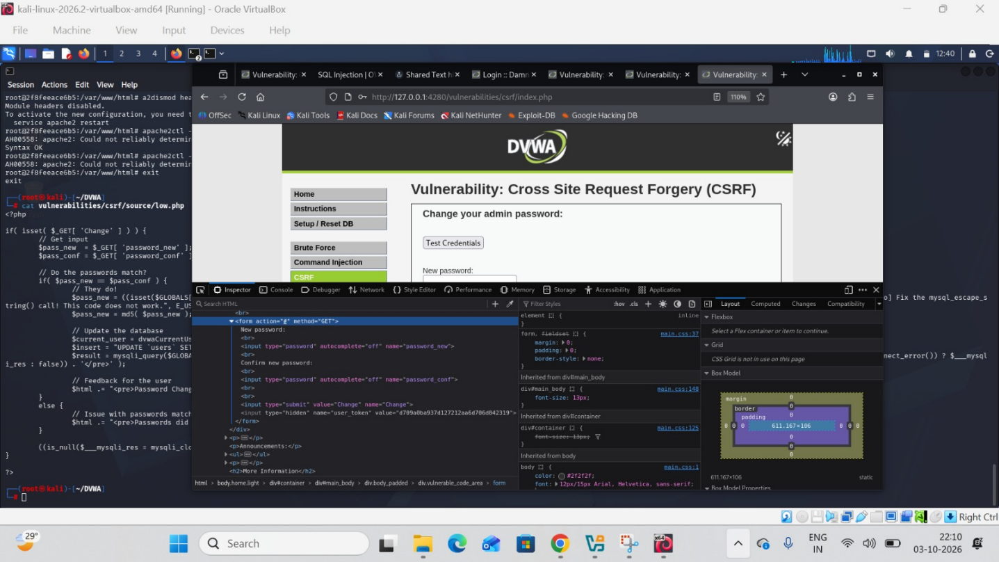 kali-linux-2026.2-virtualbox-amd64 [Running] - Oracle VirtualBox
File Machine View Input Devices Help
1 2 3 4 2 12:40
Session Actions Edit View Help
root@2f8feeace6b5:/var/www/html# a2dismod hea
Module headers disabled.
To activate the new configuration, you need t
  service apache2 restart
root@2f8feeace6b5:/var/www/html# apache2ctl -
AH00558: apache2: Could not reliably determin
Syntax OK
root@2f8feeace6b5:/var/www/html# apache2ctl -
AH00558: apache2: Could not reliably determin
root@2f8feeace6b5:/var/www/html# exit
exit
(root㉿kali)-[~/DVWA]
# cat vulnerabilities/csrf/source/low.php
<?php
if( isset( $_GET[ 'Change' ] ) ) {
// Get input
$pass_new  = $_GET[ 'password_new' ];
$pass_conf = $_GET[ 'password_conf' ]
// Do the passwords match?
if( $pass_new == $pass_conf ) {
// They do!
$pass_new = ((isset($GLOBALS[
tring() call! This code does not work.", E_US
$pass_new = md5( $pass_new );
// Update the database
$current_user = dvwaCurrentUs
$insert = "UPDATE `users` SET
$result = mysqli_query($GLOBA
i_res : false)) . '</pre>' );
// Feedback for the user
$html .= "<pre>Password Chang
}
else {
// Issue with passwords match
$html .= "<pre>Passwords did
}
((is_null($___mysqli_res = mysqli_clo
}
?>
(root㉿kali)-[~/DVWA]
#
o] Fix the mysql_escape_s
nect_error()) ? $___mysql
Vulnerability: × SQL Injection | O × Shared Text h × Login :: Damn × Vulnerability: × Vulnerability: × Vulnerability: ×
http://127.0.0.1:4280/vulnerabilities/csrf/index.php 110%
OffSec Kali Linux Kali Tools Kali Docs Kali Forums Kali NetHunter Exploit-DB Google Hacking DB
DVWA
Home
Instructions
Setup / Reset DB
Brute Force
Command Injection
CSRF
Vulnerability: Cross Site Request Forgery (CSRF)
Change your admin password:
Test Credentials
New password:
Inspector Console Debugger Network Style Editor Performance Memory Storage Accessibility Application
Search HTML
<br>
<form action="#" method="GET">
New password:
<br>
<input type="password" autocomplete="off" name="password_new">
<br>
Confirm new password:
<br>
<input type="password" autocomplete="off" name="password_conf">
<br>
<br>
<input type="submit" value="Change" name="Change">
<input type="hidden" name="user_token" value="d709a0ba937d127212aa6d706d042319">
</form>
</div>
<p> </p>
<p>Announcements:</p>
<ul> </ul>
<p> </p>
<h2>More Information</h2>
html > body.home.light > div#container > div#main_body > div.body_padded > div.vulnerable_code_area > form
Filter Styles :hov .cls
element { inline
}
form, fieldset { main.css:37
margin: 0;
padding: 0;
border-style: none;
}
Inherited from div#main_body
div#main_body { main.css:148
font-size: 13px;
}
Inherited from div#container
div#container { main.css:125
font-size: 13px;
}
Inherited from body
body { main.css:1
color: #2f2f2f;
font: 12px/15px Arial, Helvetica, sans-serif;
Layout Computed Changes Compatibility
Flexbox
Select a Flex container or item to continue.
Grid
CSS Grid is not in use on this page
Box Model
margin 0
border 0
padding 0
0 0 0 611.167×106 0 0 0
0
0
0
611.167×106 static
Box Model Properties
Right Ctrl
29°
Search
ENG
IN
22:10
03-10-2026